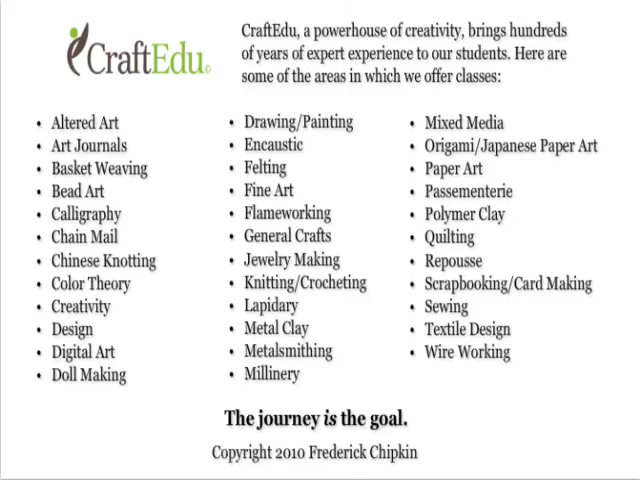 CraftEdu©
CraftEdu, a powerhouse of creativity, brings hundreds
of years of expert experience to our students. Here are
some of the areas in which we offer classes:
• Altered Art
• Art Journals
• Basket Weaving
• Bead Art
• Calligraphy
• Chain Mail
• Chinese Knotting
• Color Theory
• Creativity
• Design
• Digital Art
• Doll Making
• Drawing/Painting
• Encaustic
• Felting
• Fine Art
• Flameworking
• General Crafts
• Jewelry Making
• Knitting/Crocheting
• Lapidary
• Metal Clay
• Metalsmithing
• Millinery
• Mixed Media
• Origami/Japanese Paper Art
• Paper Art
• Passementerie
• Polymer Clay
• Quilting
• Repousse
• Scrapbooking/Card Making
• Sewing
• Textile Design
• Wire Working
The journey is the goal.
Copyright 2010 Frederick Chipkin